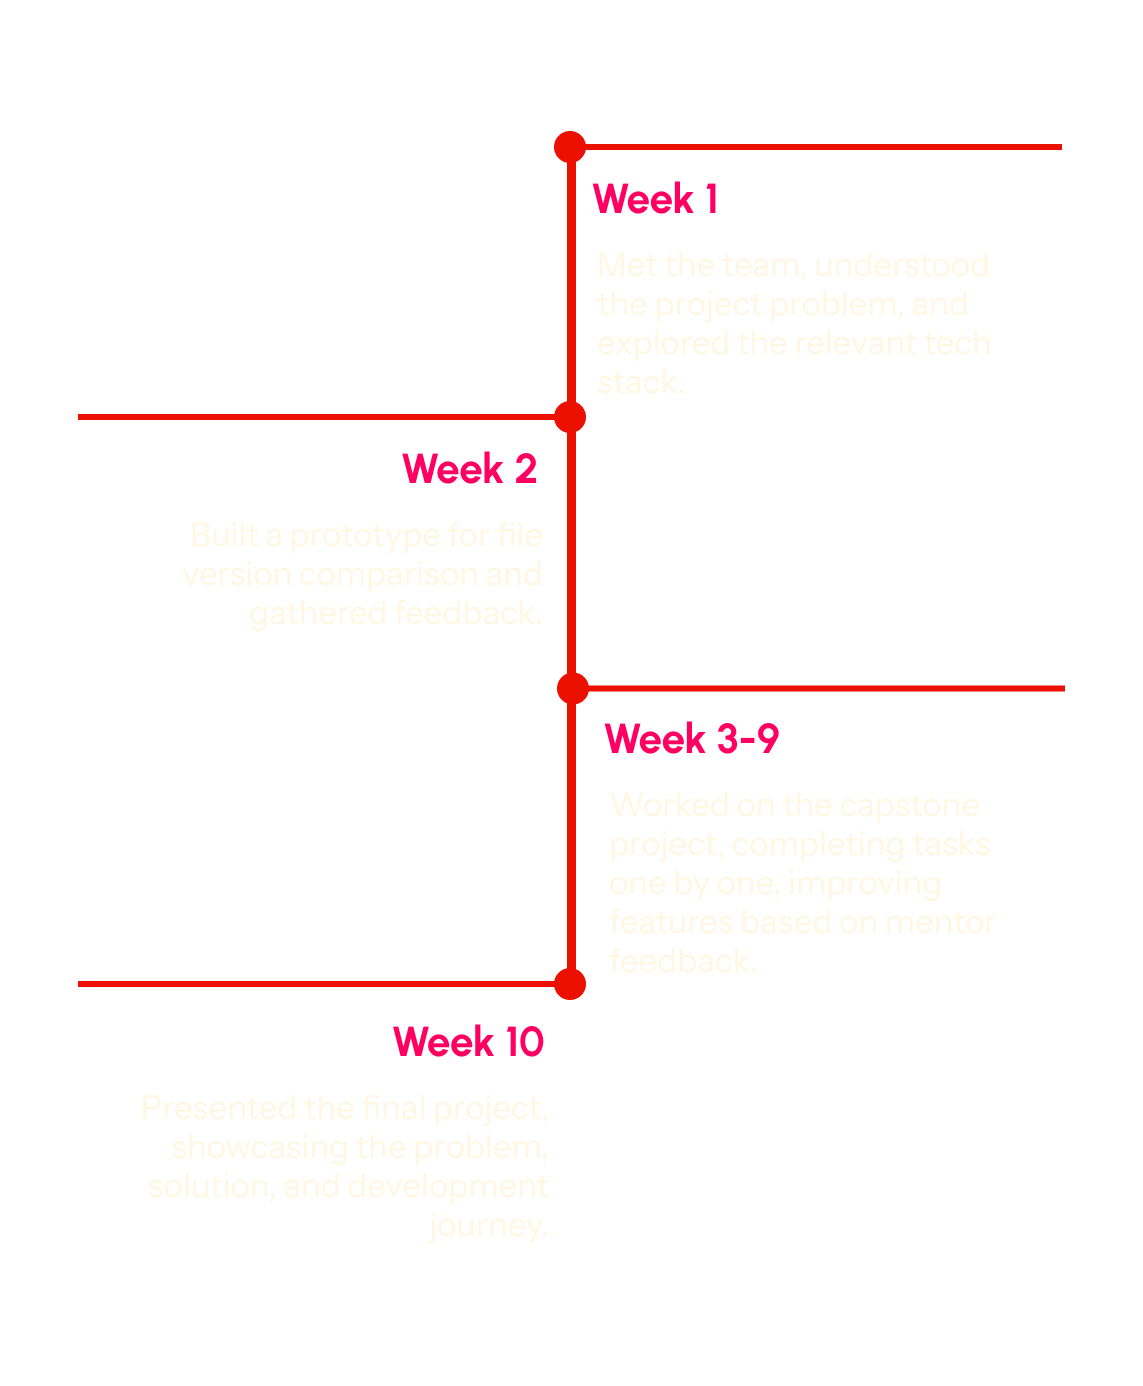 Week 1
Met the team, understood
the project problem, and
explored the relevant tech
stack.
Week 2
Built a prototype for file
version comparison and
gathered feedback.
Week 3-9
Worked on the capstone
project, completing tasks
one by one, improving
features based on mentor
feedback.
Week 10
Presented the final project,
showcasing the problem,
solution, and development
journey.